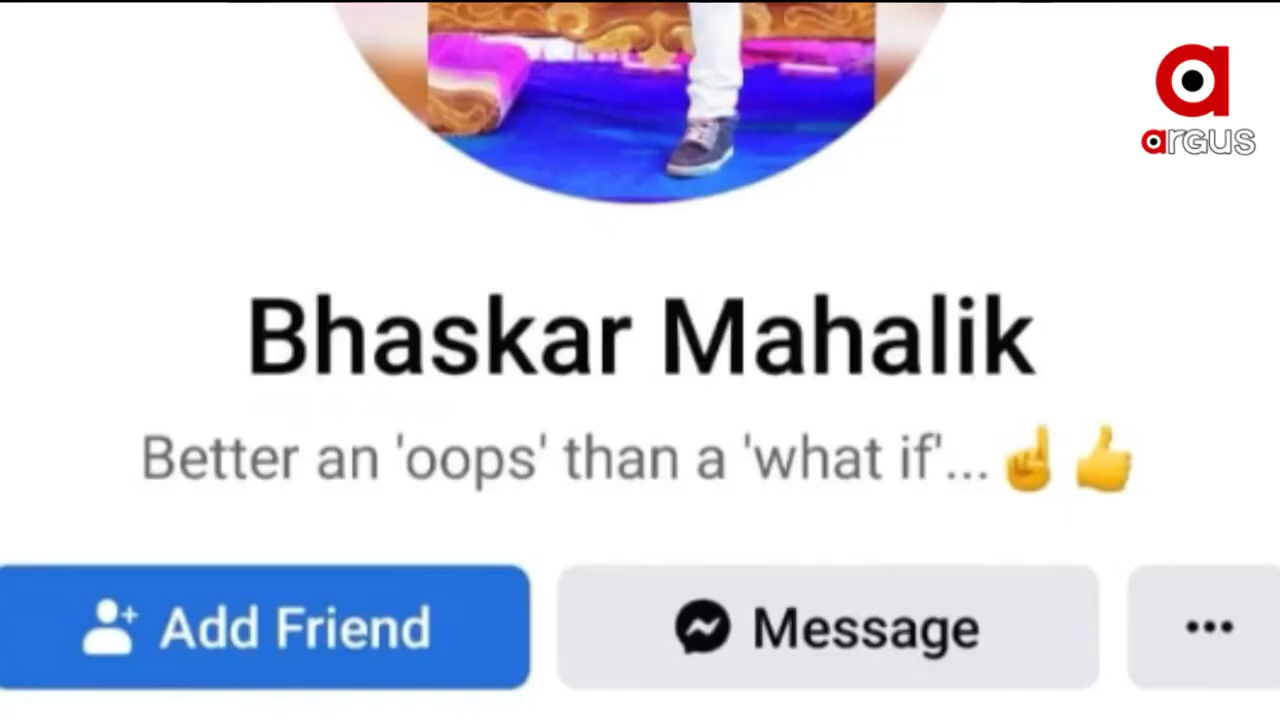 argus
Bhaskar Mahalik
Better an 'oops' than a 'what if'...☝️👍
Add Friend
Message